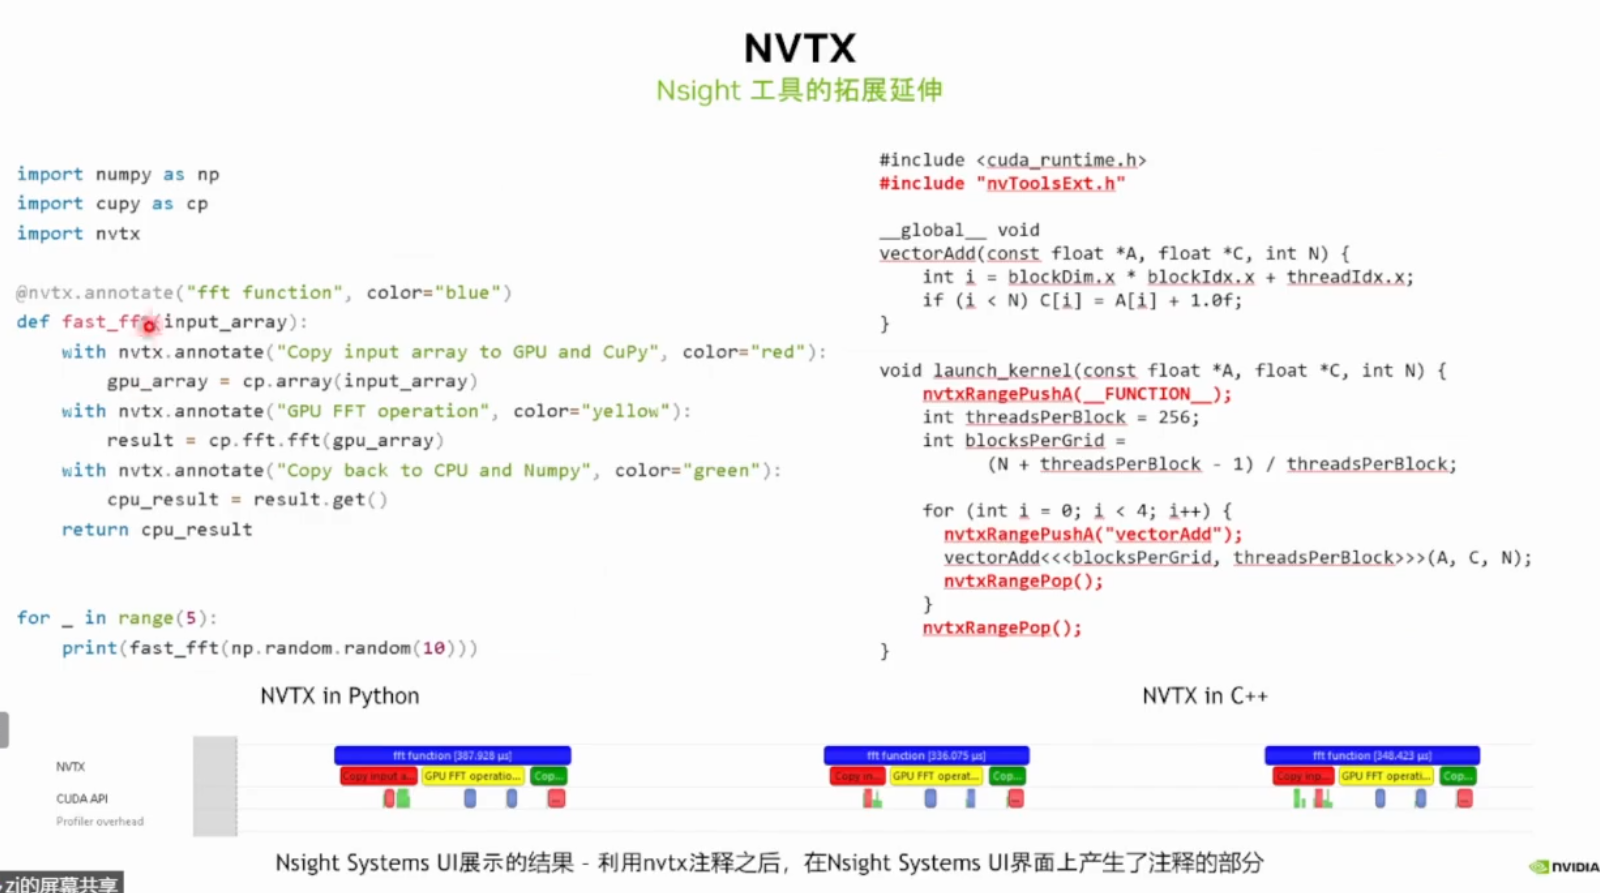 NVTX
Nsight 工具的拓展延伸
import numpy as np
import cupy as cp
import nvtx
@nvtx.annotate("fft function", color="blue")
def fast_fft(input_array):
with nvtx.annotate("Copy input array to GPU and CuPy", color="red"):
gpu_array = cp.array(input_array)
with nvtx.annotate("GPU FFT operation", color="yellow"):
result = cp.fft.fft(gpu_array)
with nvtx.annotate("Copy back to CPU and Numpy", color="green"):
cpu_result = result.get()
return cpu_result
for _ in range(5):
print(fast_fft(np.random.random(10)))
NVTX in Python
#include <cuda_runtime.h>
#include "nvToolsExt.h"
__global__ void
vectorAdd(const float *A, float *C, int N) {
int i = blockDim.x * blockIdx.x + threadIdx.x;
if (i < N) C[i] = A[i] + 1.0f;
}
void launch_kernel(const float *A, float *C, int N) {
nvtxRangePushA(__FUNCTION__);
int threadsPerBlock = 256;
int blocksPerGrid =
(N + threadsPerBlock - 1) / threadsPerBlock;
for (int i = 0; i < 4; i++) {
nvtxRangePushA("vectorAdd");
vectorAdd<<<blocksPerGrid, threadsPerBlock>>>(A, C, N);
nvtxRangePop();
}
nvtxRangePop();
}
NVTX in C++
NVTX
fft function [387.928 μs] fft function [336.075 μs] fft function [348.423 μs]
Copy input a... GPU FFT operatio... Cop... Copy in... GPU FFT operat... Cop... Copy inp... GPU FFT operati... Cop...
CUDA API
Profiler overhead
Nsight Systems UI展示的结果 - 利用nvtx注释之后，在Nsight Systems UI界面上产生了注释的部分
NVIDIA
zj的屏幕共享